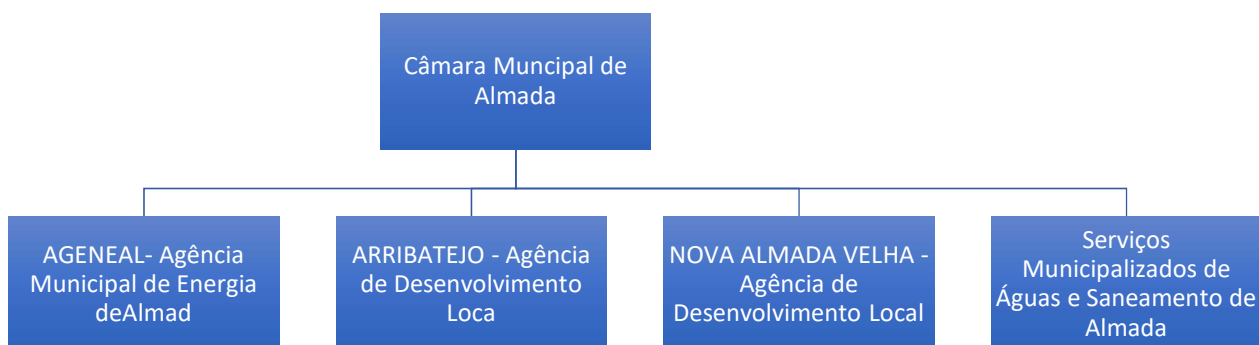 Câmara Muncipal de
Almada
AGENEAL- Agência
Municipal de Energia
deAlmad
ARRIBATEJO - Agência
de Desenvolvimento
Loca
NOVA ALMADA VELHA -
Agência de
Desenvolvimento Local
Serviços
Municipalizados de
Águas e Saneamento de
Almada